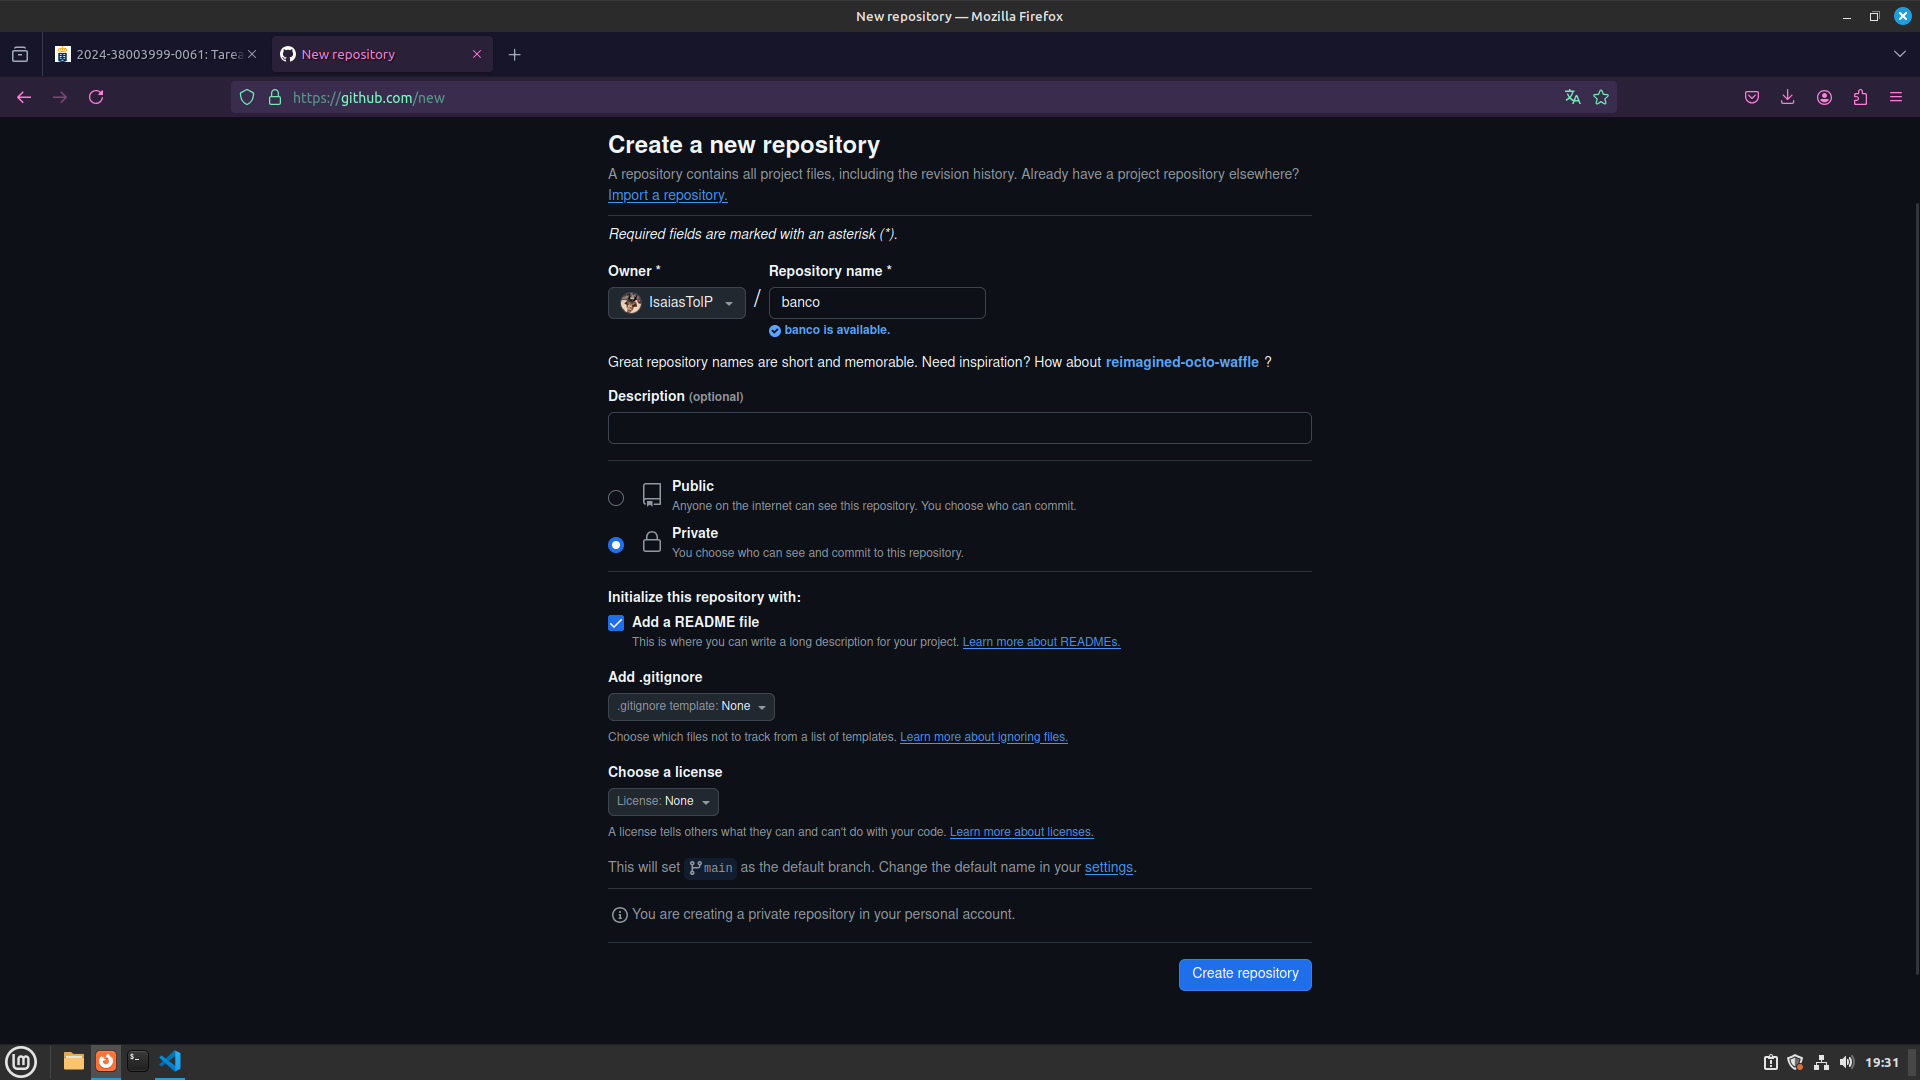 New repository — Mozilla Firefox
2024-38003999-0061: Tarea
New repository
https://github.com/new
Create a new repository
A repository contains all project files, including the revision history. Already have a project repository elsewhere?
Import a repository.
Required fields are marked with an asterisk (*).
Owner * Repository name *
IsaiasTolP / banco
banco is available.
Great repository names are short and memorable. Need inspiration? How about reimagined-octo-waffle ?
Description (optional)
Public
Anyone on the internet can see this repository. You choose who can commit.
Private
You choose who can see and commit to this repository.
Initialize this repository with:
Add a README file
This is where you can write a long description for your project. Learn more about READMEs.
Add .gitignore
.gitignore template: None
Choose which files not to track from a list of templates. Learn more about ignoring files.
Choose a license
License: None
A license tells others what they can and can't do with your code. Learn more about licenses.
This will set main as the default branch. Change the default name in your settings.
You are creating a private repository in your personal account.
Create repository
19:31